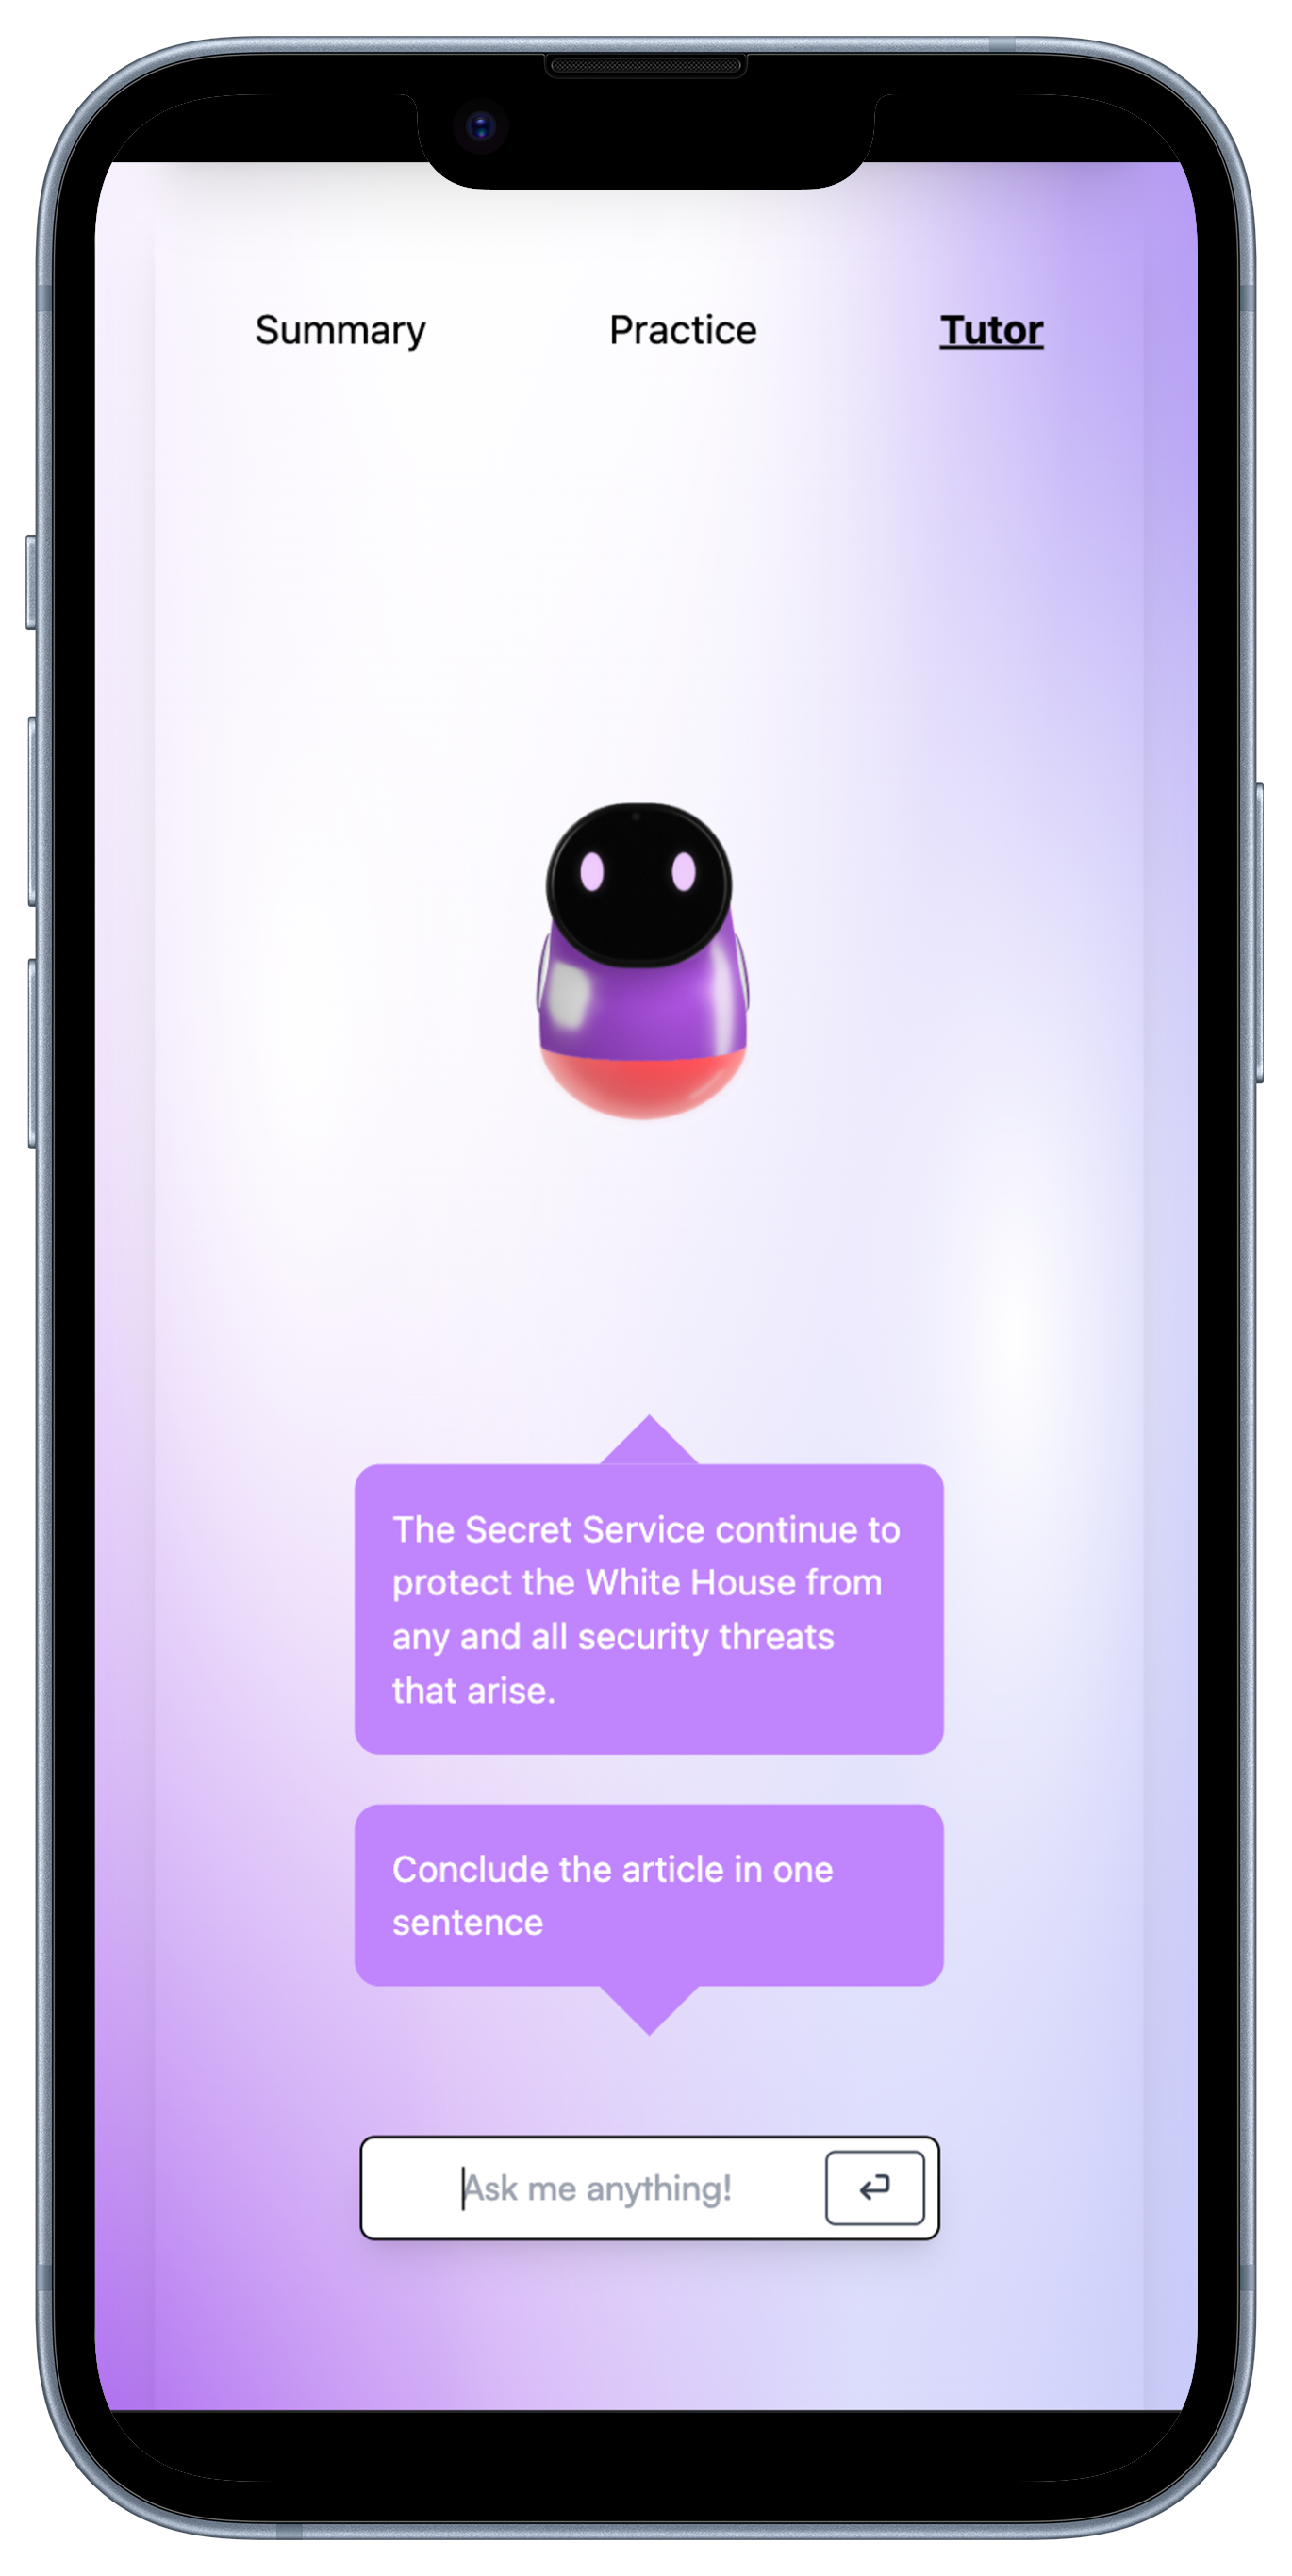 Summary Practice Tutor
The Secret Service continue to
protect the White House from
any and all security threats
that arise.
Conclude the article in one
sentence
Ask me anything!